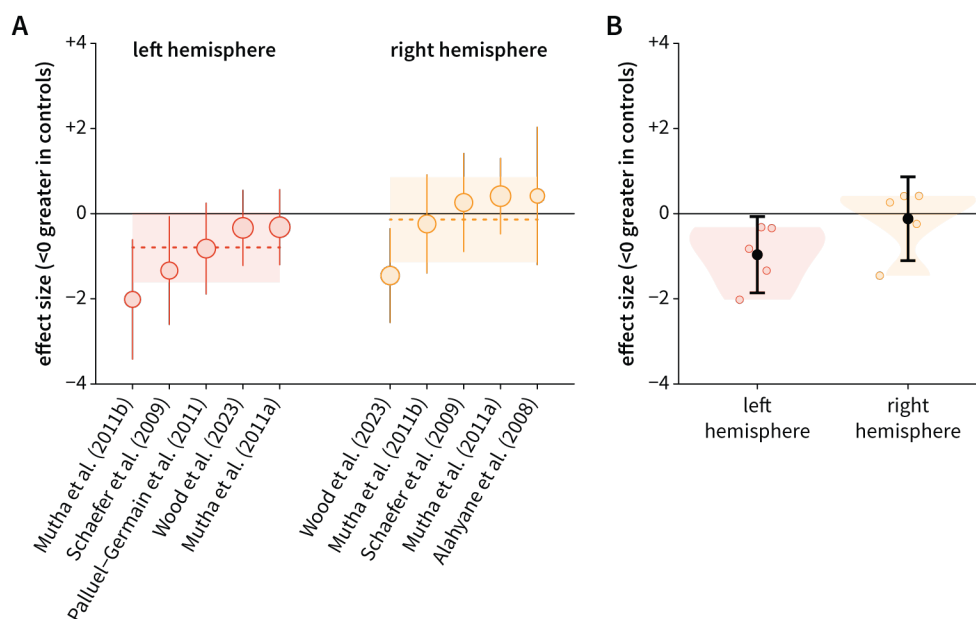 A
left hemisphere
right hemisphere
effect size (<0 greater in controls)
+4
+2
0
−2
−4
Mutha et al. (2011b)
Schaefer et al. (2009)
Palluel−Germain et al. (2011)
Wood et al. (2023)
Mutha et al. (2011a)
Wood et al. (2023)
Mutha et al. (2011b)
Schaefer et al. (2009)
Mutha et al. (2011a)
Alahyane et al. (2008)
B
effect size (<0 greater in controls)
+4
+2
0
−2
−4
left
hemisphere
right
hemisphere